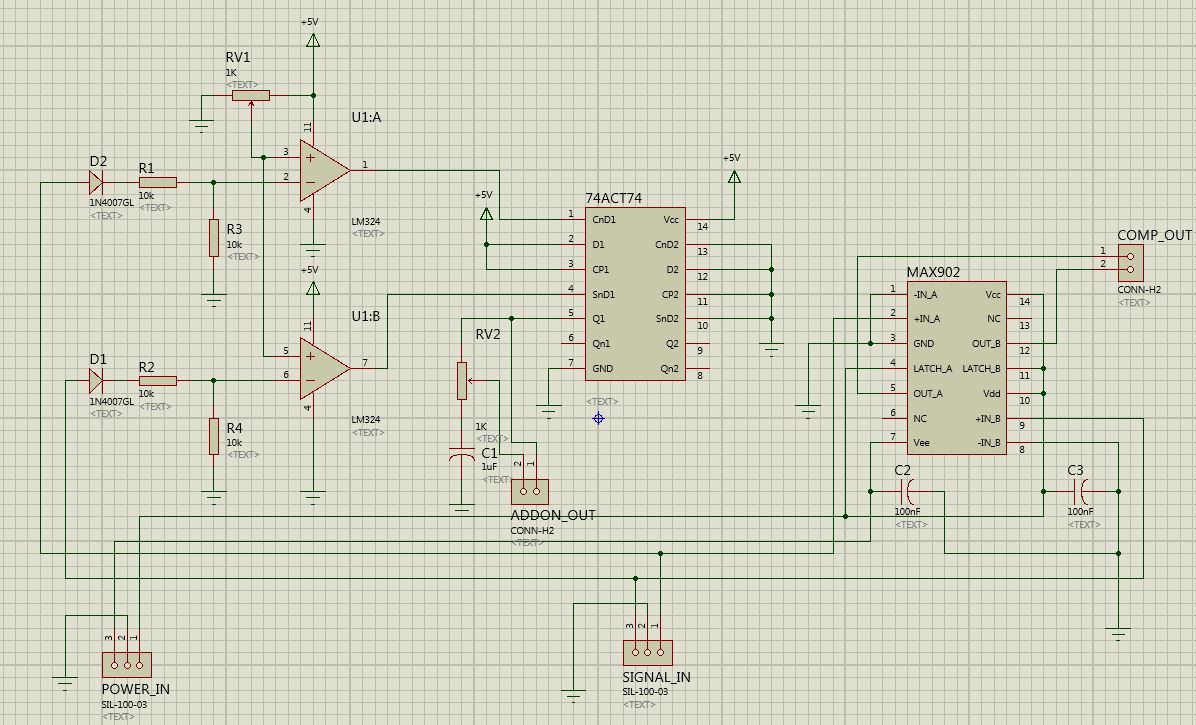 +5V
RV1
1K
<TEXT>
11
U1:A
3
2
1
4
LM324
<TEXT>
D2
1N4007GL
<TEXT>
R1
10k
<TEXT>
R3
10k
<TEXT>
+5V
11
U1:B
5
6
7
4
LM324
<TEXT>
D1
1N4007GL
<TEXT>
R2
10k
<TEXT>
R4
10k
<TEXT>
+5V
+5V
74ACT74
1 CnD1 Vcc 14
2 D1 CnD2 13
3 CP1 D2 12
4 SnD1 CP2 11
5 Q1 SnD2 10
6 Qn1 Q2 9
7 GND Qn2 8
<TEXT>
RV2
1K
<TEXT>
C1
1uF
<TEXT>
2 1
ADDON_OUT
CONN-H2
<TEXT>
COMP_OUT
1
2
CONN-H2
<TEXT>
MAX902
1 -IN_A Vcc 14
2 +IN_A NC 13
3 GND OUT_B 12
4 LATCH_A LATCH_B 11
5 OUT_A Vdd 10
6 NC +IN_B 9
7 Vee -IN_B 8
C2
100nF
<TEXT>
C3
100nF
<TEXT>
3 2 1
POWER_IN
SIL-100-03
<TEXT>
3 2 1
SIGNAL_IN
SIL-100-03
<TEXT>